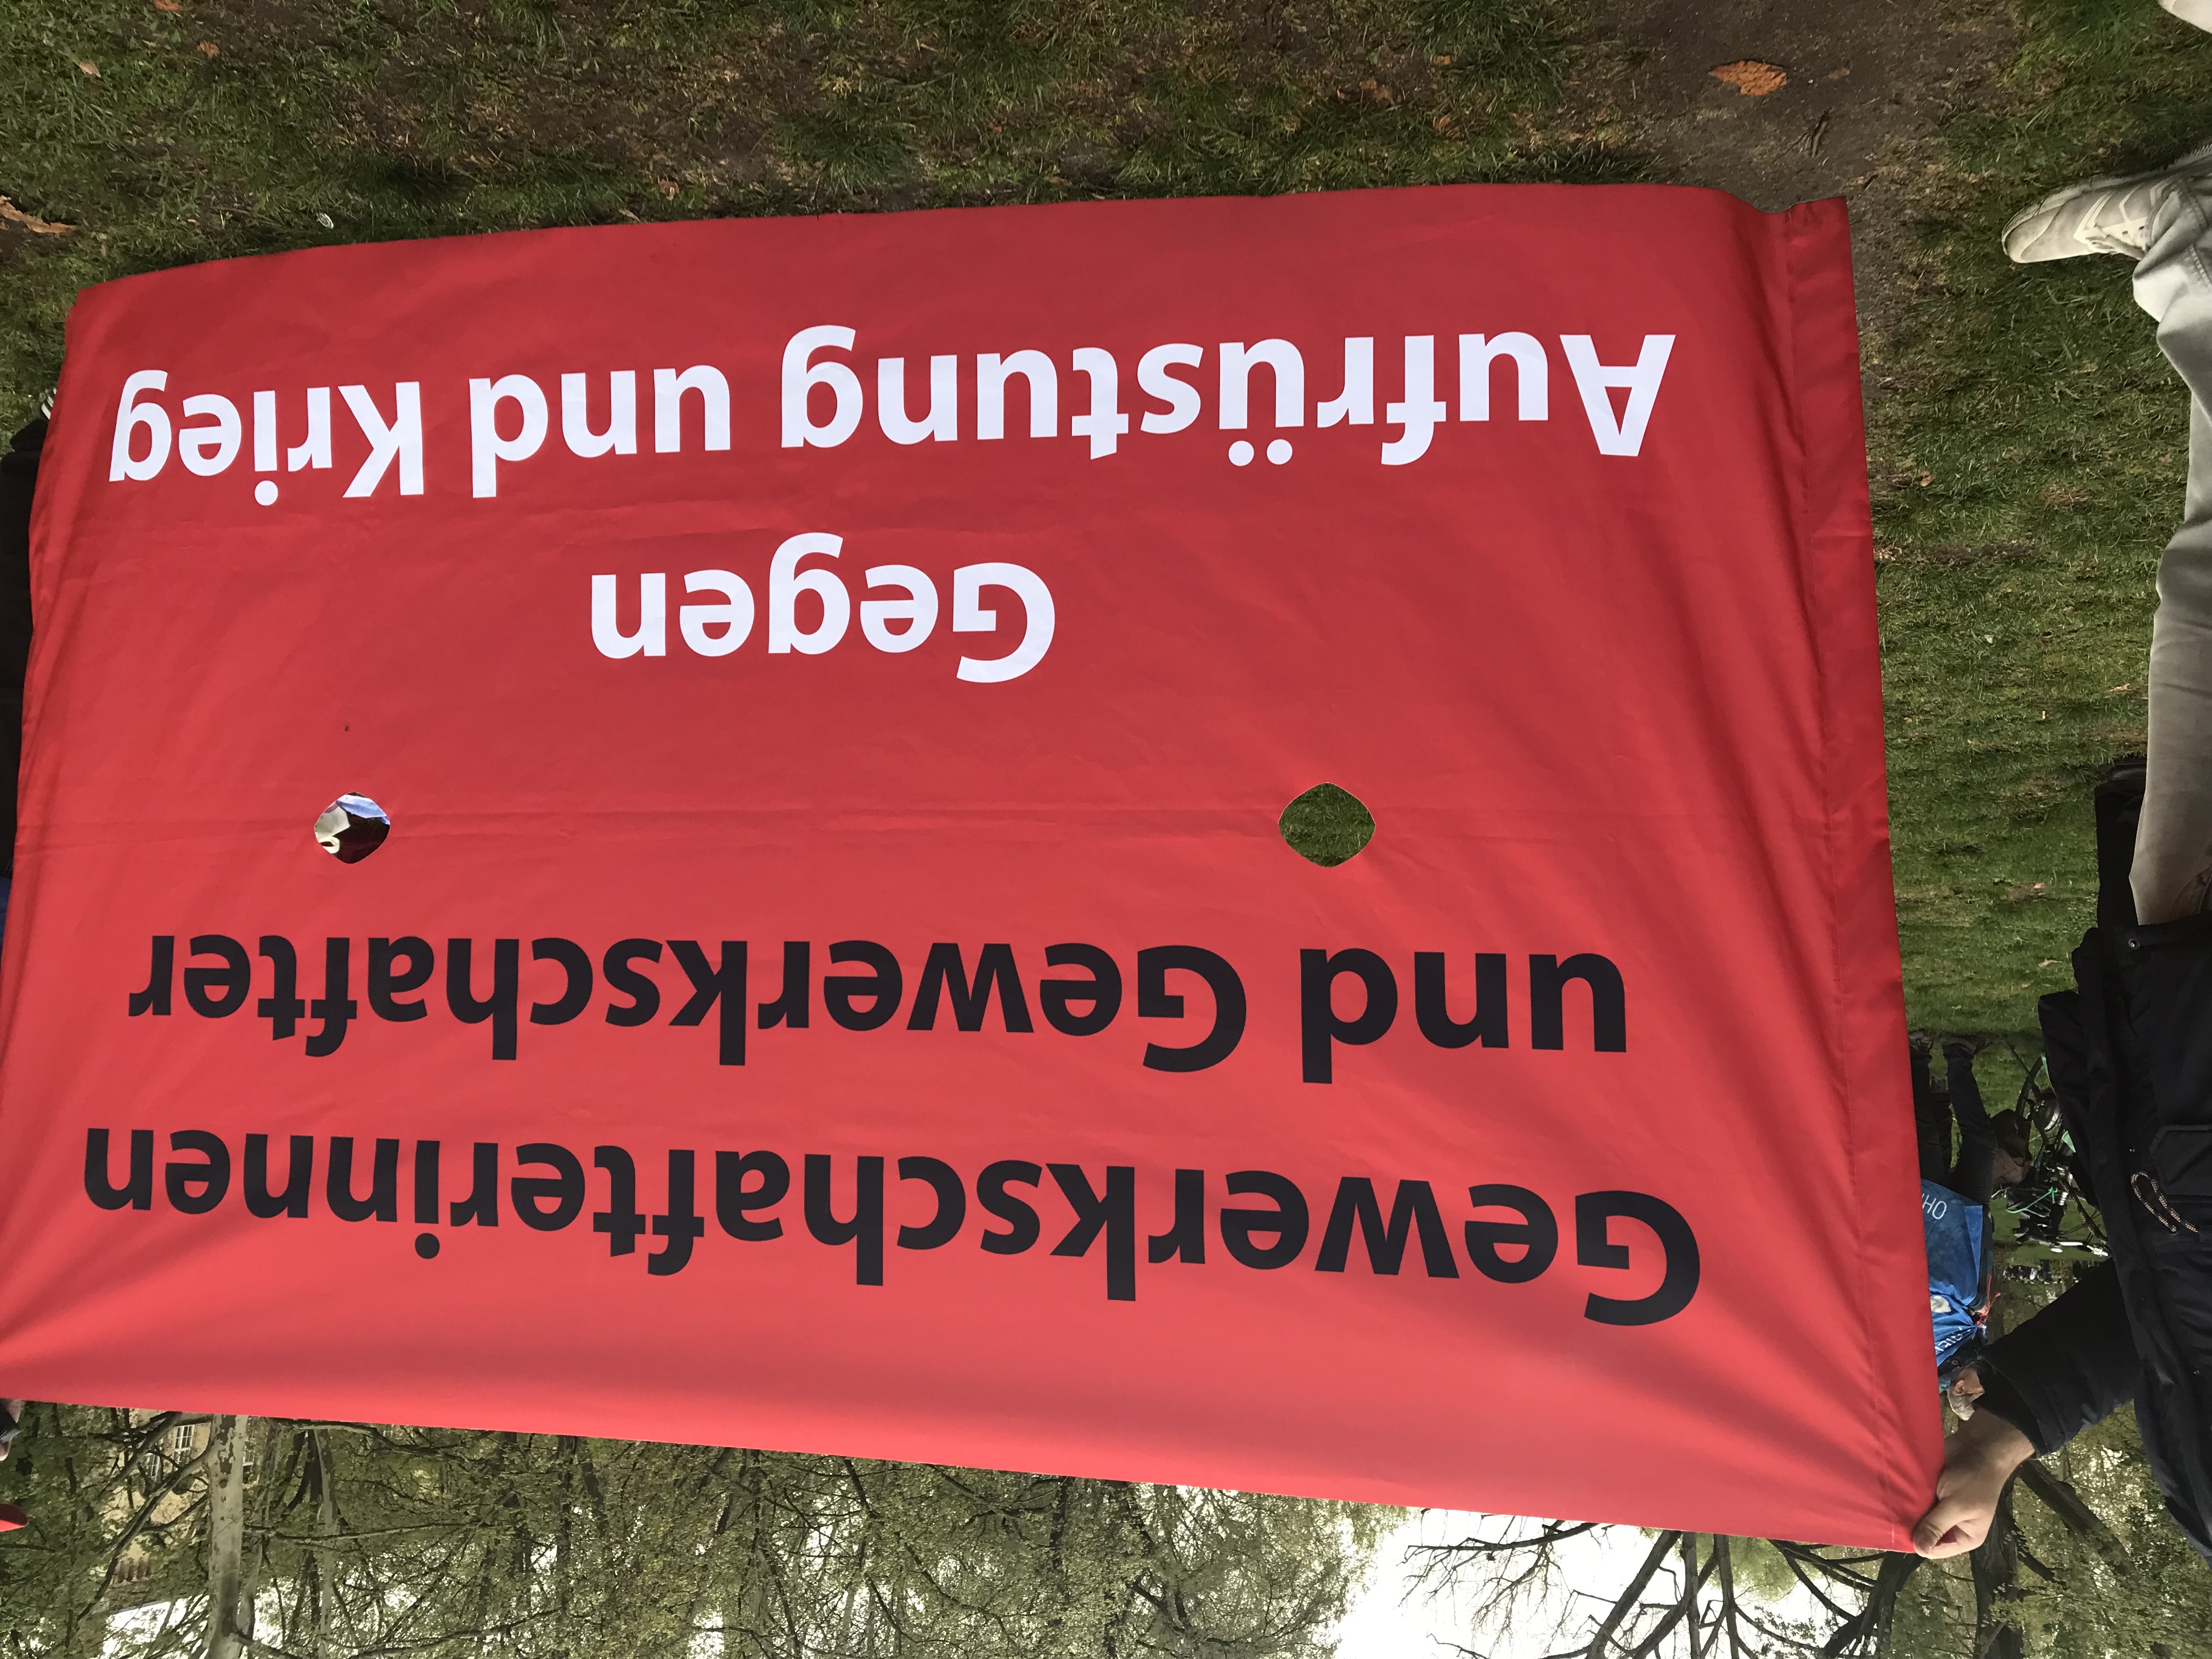 Gewerkschafterinnen
und Gewerkschafter
Gegen
Aufrüstung und Krieg